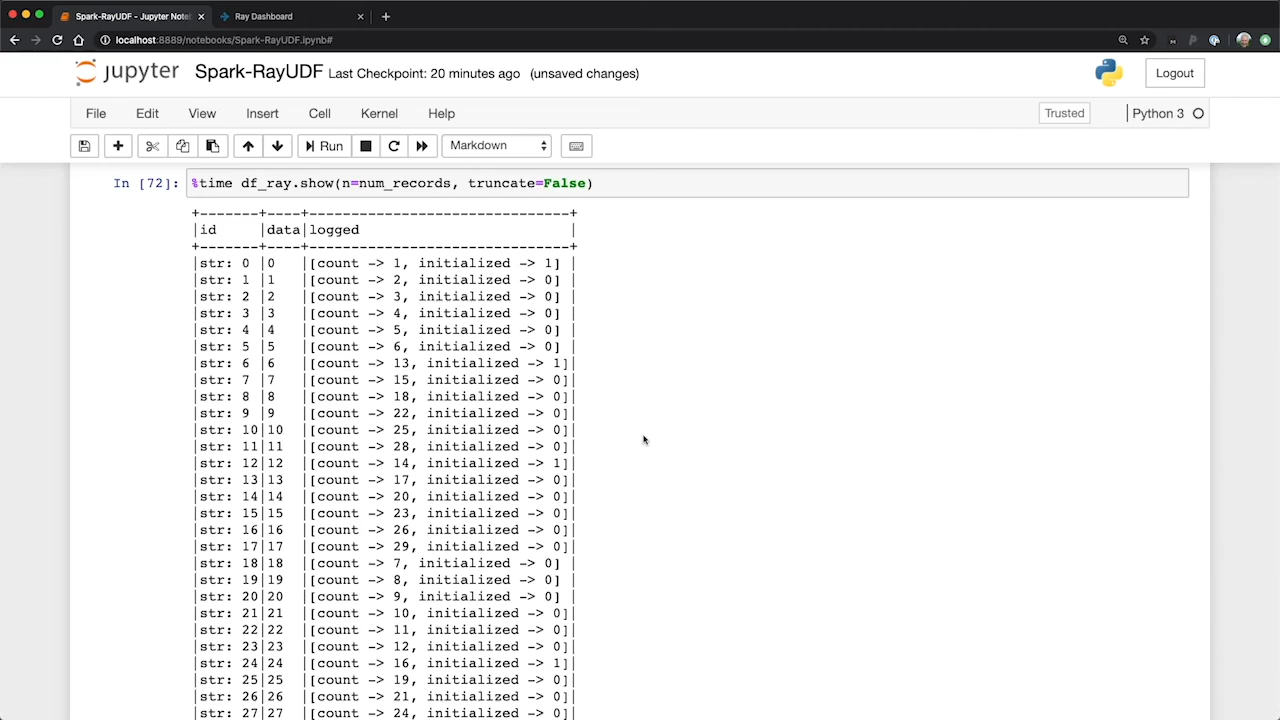 Spark-RayUDF - Jupyter Noteb
Ray Dashboard
localhost:8889/notebooks/Spark-RayUDF.ipynb#
jupyter Spark-RayUDF Last Checkpoint: 20 minutes ago (unsaved changes)
Logout
File Edit View Insert Cell Kernel Help
Trusted
Python 3
Run
Markdown
In [72]: %time df_ray.show(n=num_records, truncate=False)
+-------+----+-----------------------------+
|id     |data|logged                       |
+-------+----+-----------------------------+
|str: 0 |0   |[count -> 1, initialized -> 1] |
|str: 1 |1   |[count -> 2, initialized -> 0] |
|str: 2 |2   |[count -> 3, initialized -> 0] |
|str: 3 |3   |[count -> 4, initialized -> 0] |
|str: 4 |4   |[count -> 5, initialized -> 0] |
|str: 5 |5   |[count -> 6, initialized -> 0] |
|str: 6 |6   |[count -> 13, initialized -> 1]|
|str: 7 |7   |[count -> 15, initialized -> 0]|
|str: 8 |8   |[count -> 18, initialized -> 0]|
|str: 9 |9   |[count -> 22, initialized -> 0]|
|str: 10|10  |[count -> 25, initialized -> 0]|
|str: 11|11  |[count -> 28, initialized -> 0]|
|str: 12|12  |[count -> 14, initialized -> 1]|
|str: 13|13  |[count -> 17, initialized -> 0]|
|str: 14|14  |[count -> 20, initialized -> 0]|
|str: 15|15  |[count -> 23, initialized -> 0]|
|str: 16|16  |[count -> 26, initialized -> 0]|
|str: 17|17  |[count -> 29, initialized -> 0]|
|str: 18|18  |[count -> 7, initialized -> 0] |
|str: 19|19  |[count -> 8, initialized -> 0] |
|str: 20|20  |[count -> 9, initialized -> 0] |
|str: 21|21  |[count -> 10, initialized -> 0]|
|str: 22|22  |[count -> 11, initialized -> 0]|
|str: 23|23  |[count -> 12, initialized -> 0]|
|str: 24|24  |[count -> 16, initialized -> 1]|
|str: 25|25  |[count -> 19, initialized -> 0]|
|str: 26|26  |[count -> 21, initialized -> 0]|
|str: 27|27  |[count -> 24, initialized -> 0]|